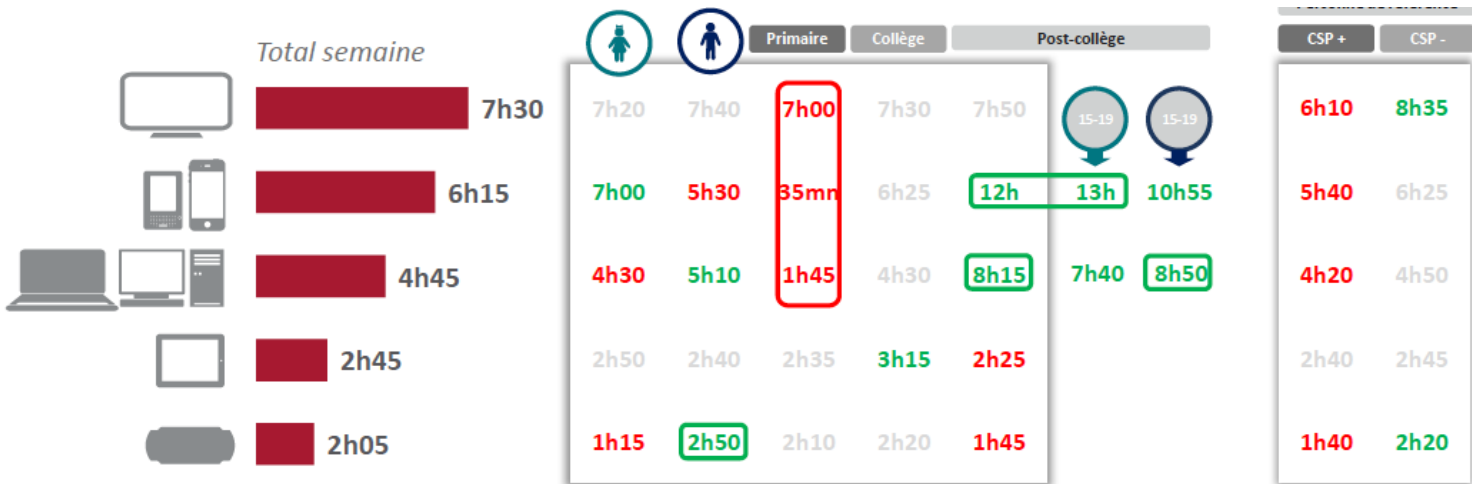 Total semaine
Primaire Collège Post-collège CSP + CSP -
7h30 7h20 7h40 7h00 7h30 7h50 15-19 15-19 6h10 8h35
6h15 7h00 5h30 35mn 6h25 12h 13h 10h55 5h40 6h25
4h45 4h30 5h10 1h45 4h30 8h15 7h40 8h50 4h20 4h50
2h45 2h50 2h40 2h35 3h15 2h25 2h40 2h45
2h05 1h15 2h50 2h10 2h20 1h45 1h40 2h20